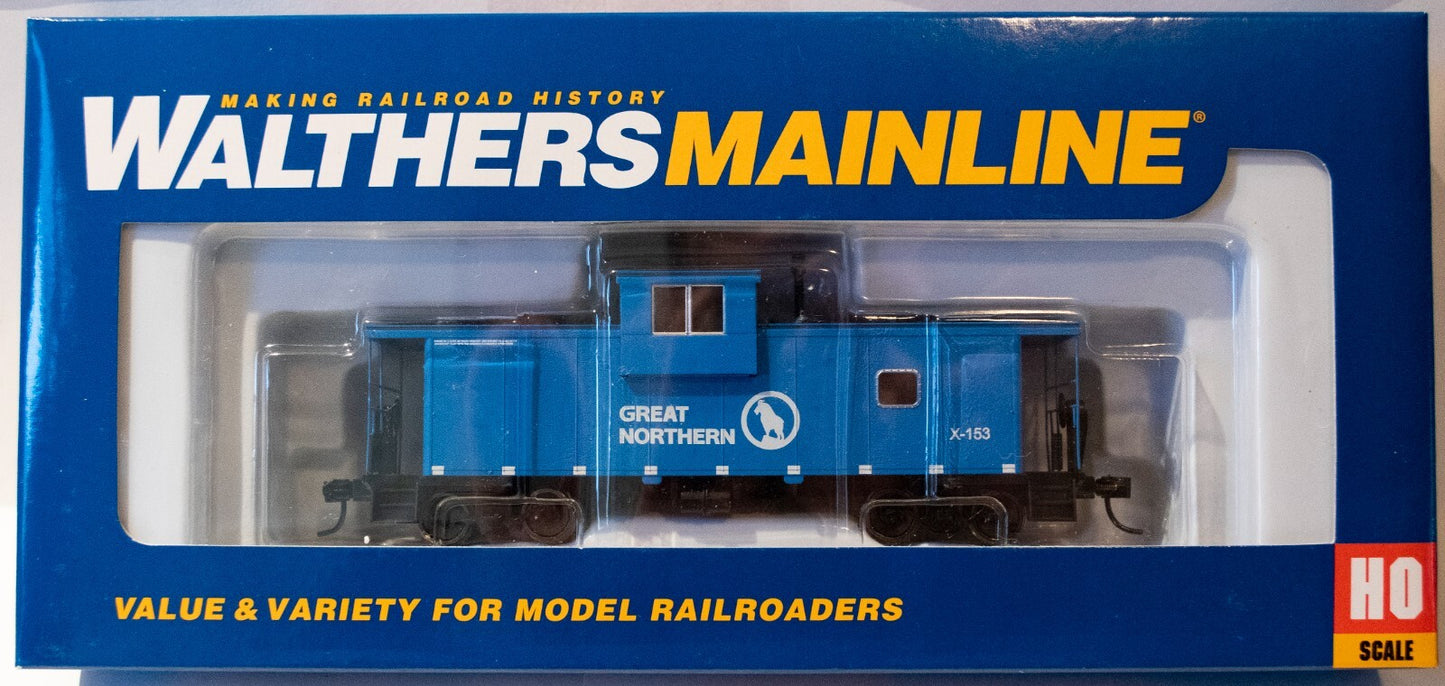 MAKING RAILROAD HISTORY
WALTHERSMAINLINE®
GREAT
NORTHERN
X-153
VALUE & VARIETY FOR MODEL RAILROADERS
HO
SCALE